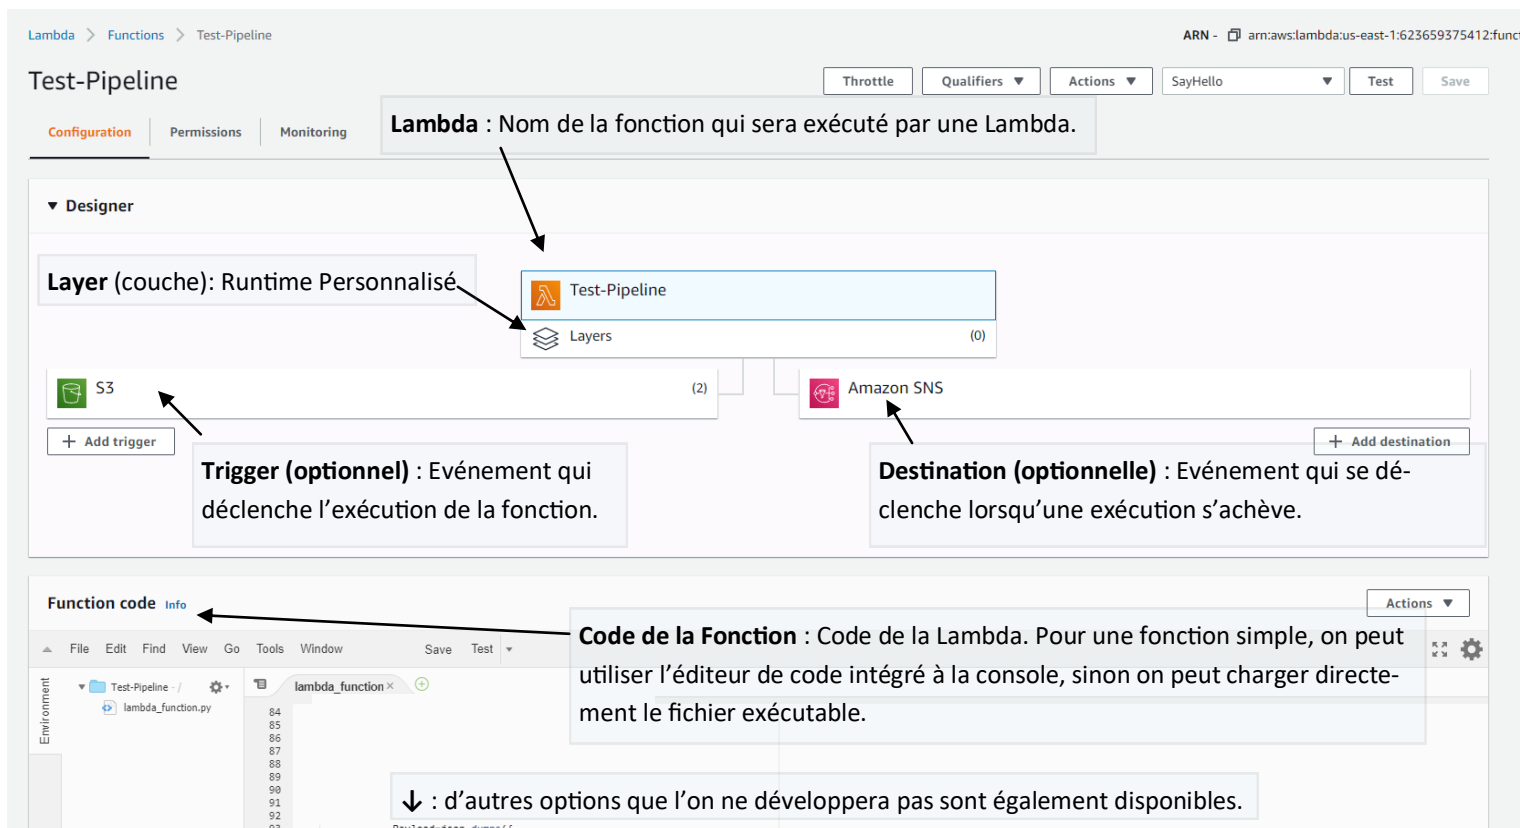 Lambda > Functions > Test-Pipeline
ARN - arn:aws:lambda:us-east-1:623659375412:funct
Test-Pipeline
Throttle Qualifiers ▼ Actions ▼ SayHello ▼ Test Save
Configuration Permissions Monitoring
Lambda : Nom de la fonction qui sera exécuté par une Lambda.
▼ Designer
Layer (couche): Runtime Personnalisé
Test-Pipeline
Layers (0)
S3 (2)
Amazon SNS
+ Add trigger
+ Add destination
Trigger (optionnel) : Evénement qui
déclenche l’exécution de la fonction.
Destination (optionnelle) : Evénement qui se dé-
clenche lorsqu’une exécution s’achève.
Function code Info
Actions ▼
Code de la Fonction : Code de la Lambda. Pour une fonction simple, on peut
utiliser l’éditeur de code intégré à la console, sinon on peut charger directe-
ment le fichier exécutable.
File Edit Find View Go Tools Window Save Test ▼
Environment
▼ Test-Pipeline - /
lambda_function.py
lambda_function ×
84
85
86
87
88
89
90
91
92
93
↓ : d’autres options que l’on ne développera pas sont également disponibles.